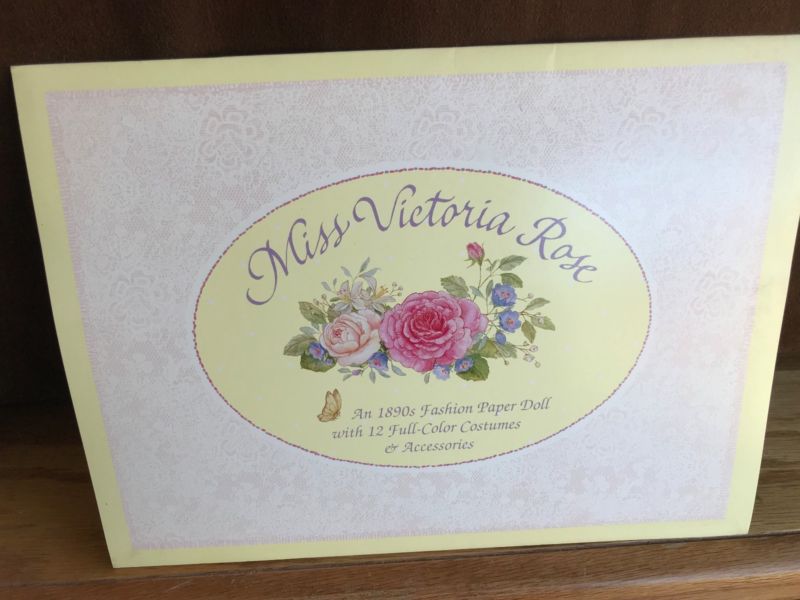 Miss Victoria Rose
An 1890s Fashion Paper Doll
with 12 Full-Color Costumes
& Accessories